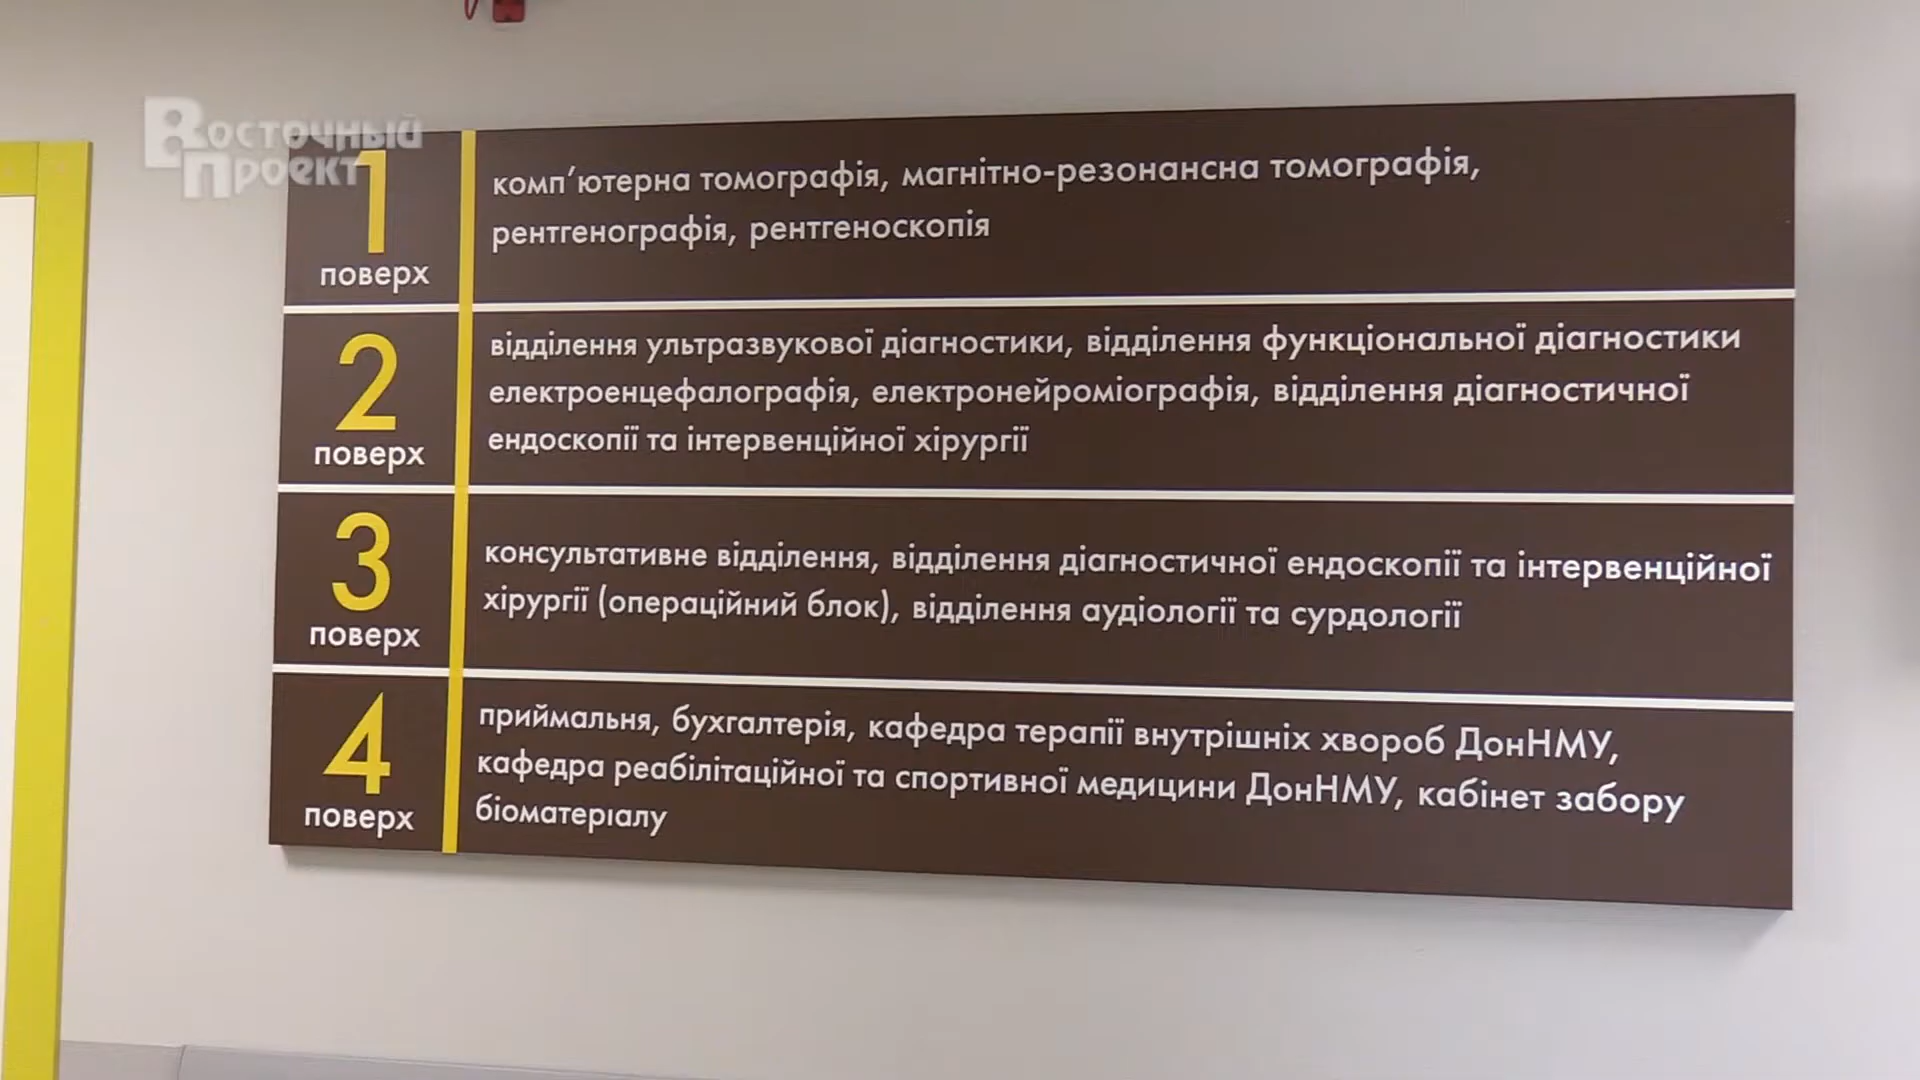 Восточный
Проект
1
поверх
комп’ютерна томографія, магнітно-резонансна томографія,
рентгенографія, рентгеноскопія
2
поверх
відділення ультразвукової діагностики, відділення функціональної діагностики
електроенцефалографія, електронейроміографія, відділення діагностичної
ендоскопії та інтервенційної хірургії
3
поверх
консультативне відділення, відділення діагностичної ендоскопії та інтервенційної
хірургії (операційний блок), відділення аудіології та сурдології
4
поверх
приймальня, бухгалтерія, кафедра терапії внутрішніх хвороб ДонНМУ,
кафедра реабілітаційної та спортивної медицини ДонНМУ, кабінет забору
біоматеріалу